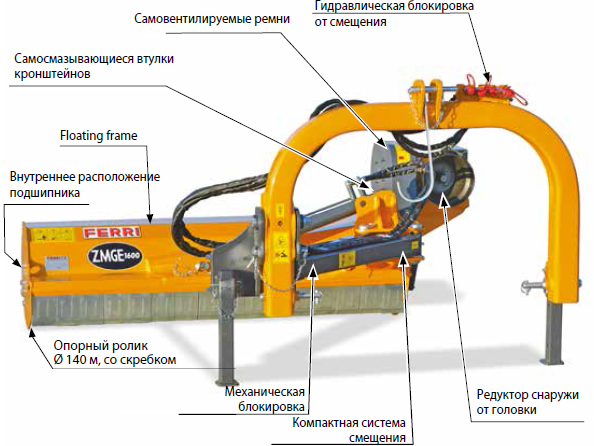 Гидравлическая блокировка
от смещения
Самовентилируемые ремни
Самосмазывающиеся втулки
кронштейнов
Floating frame
Внутреннее расположение
подшипника
FERRI
ZMGE1600
Опорный ролик
Ø 140 м, со скребком
Механическая
блокировка
Компактная система
смещения
Редуктор снаружи
от головки